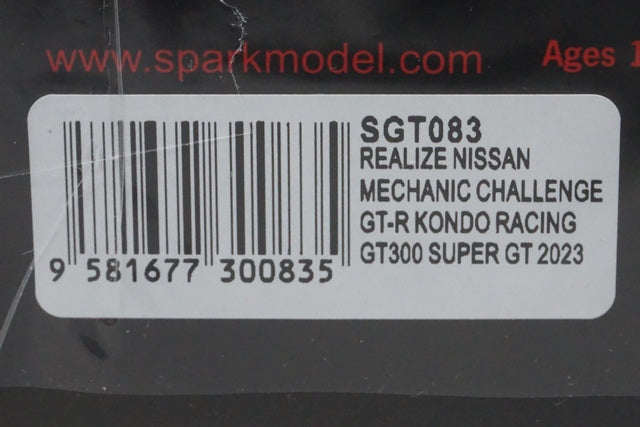 www.sparkmodel.com
Ages 1
SGT083
REALIZE NISSAN
MECHANIC CHALLENGE
GT-R KONDO RACING
GT300 SUPER GT 2023
9 581677 300835